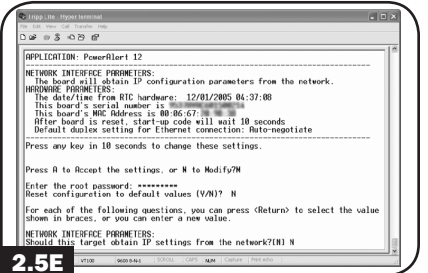 Tripp Lite - HyperTerminal
File Edit View Call Transfer Help
APPLICATION: PowerAlert 12
NETWORK INTERFACE PARAMETERS:
The board will obtain IP configuration parameters from the network.
HARDWARE PARAMETERS:
The date/time from RTC hardware: 12/01/2005 04:37:08
This board's serial number is
This board's MAC Address is 00:06:67:
After board is reset, start-up code will wait 10 seconds
Default duplex setting for Ethernet connection: Auto-negotiate
Press any key in 10 seconds to change these settings.
Press A to Accept the settings, or M to Modify?M
Enter the root password: *********
Reset configuration to default values (Y/N)? N
For each of the following questions, you can press <Return> to select the value
shown in braces, or you can enter a new value.
NETWORK INTERFACE PARAMETERS:
Should this target obtain IP settings from the network?[N] N
VT100 9600 8-N-1 SCROLL CAPS NUM Capture Print echo
2.5E